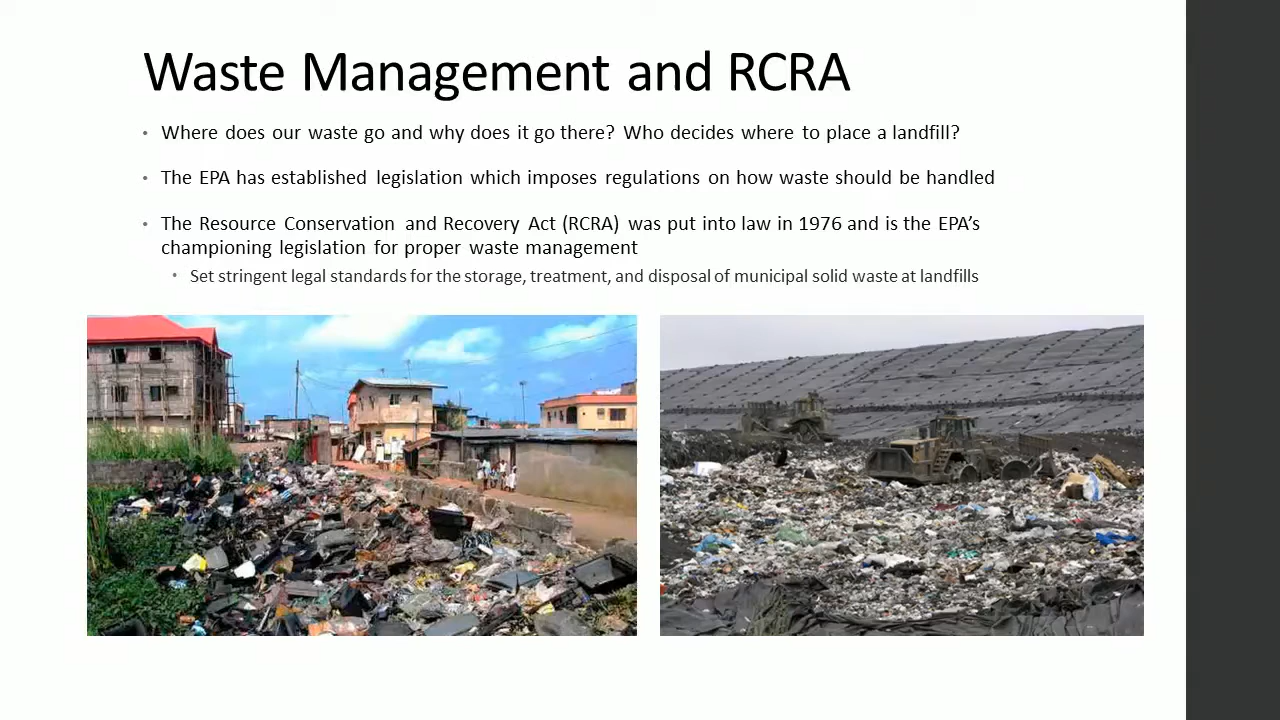 Waste Management and RCRA
• Where does our waste go and why does it go there? Who decides where to place a landfill?
• The EPA has established legislation which imposes regulations on how waste should be handled
• The Resource Conservation and Recovery Act (RCRA) was put into law in 1976 and is the EPA’s
championing legislation for proper waste management
• Set stringent legal standards for the storage, treatment, and disposal of municipal solid waste at landfills